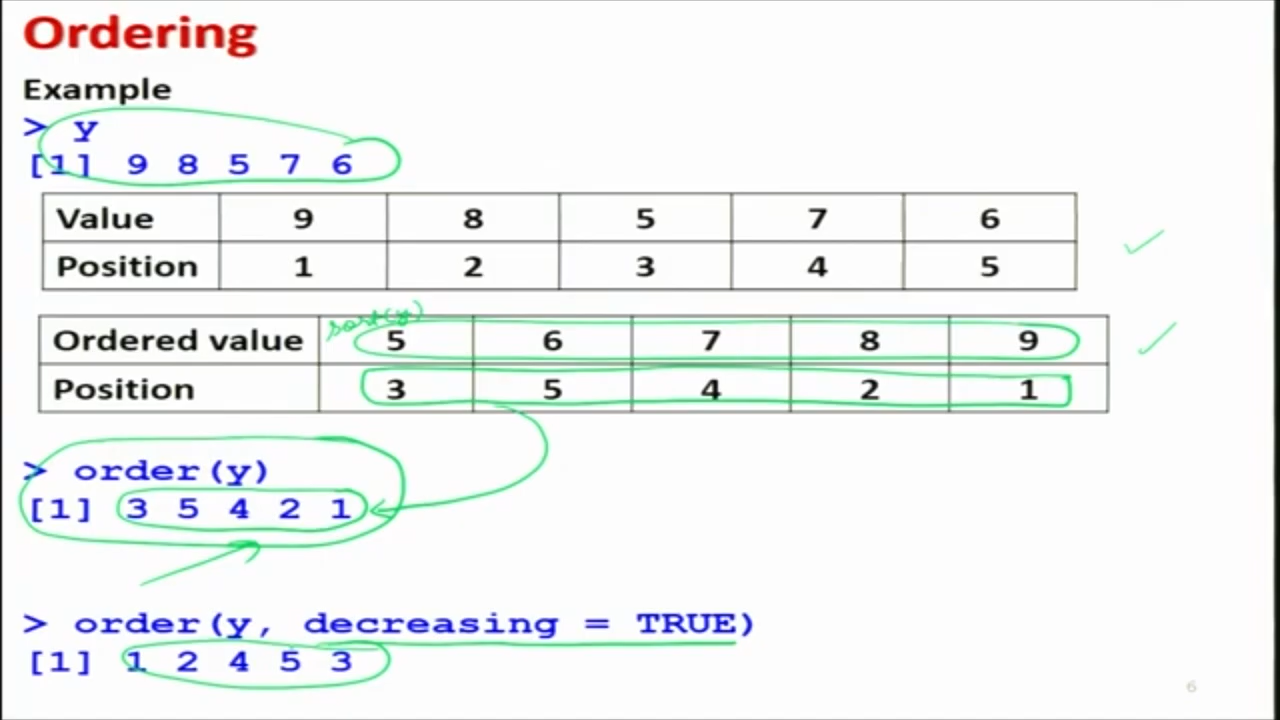 Ordering
Example
> y
[1] 9 8 5 7 6
Value 9 8 5 7 6
Position 1 2 3 4 5
sort(y)
Ordered value 5 6 7 8 9
Position 3 5 4 2 1
> order(y)
[1] 3 5 4 2 1
> order(y, decreasing = TRUE)
[1] 1 2 4 5 3
6